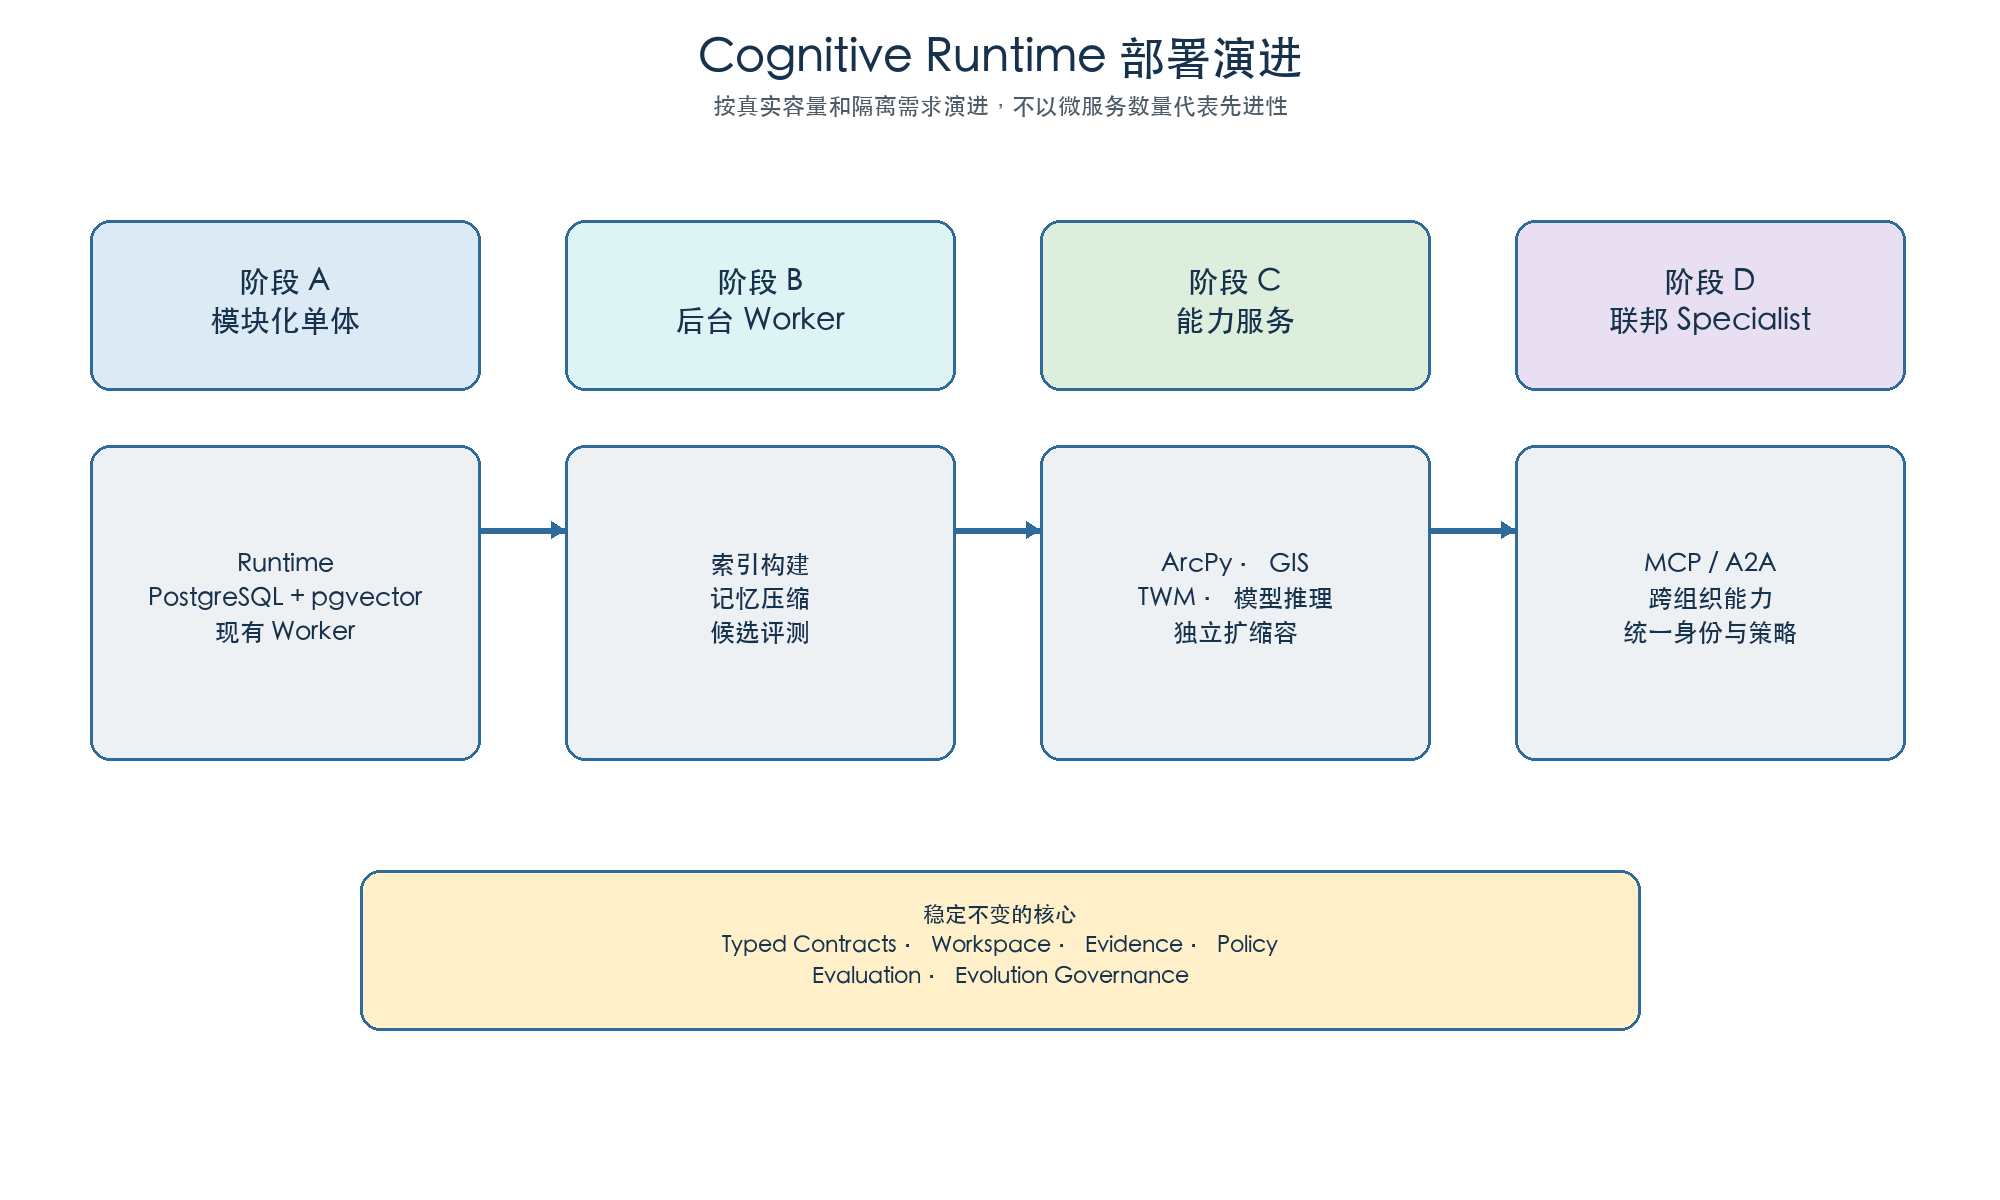 Cognitive Runtime 部署演进
按真实容量和隔离需求演进，不以微服务数量代表先进性
阶段 A
模块化单体
阶段 B
后台 Worker
阶段 C
能力服务
阶段 D
联邦 Specialist
Runtime
PostgreSQL + pgvector
现有 Worker
索引构建
记忆压缩
候选评测
ArcPy · GIS
TWM · 模型推理
独立扩缩容
MCP / A2A
跨组织能力
统一身份与策略
稳定不变的核心
Typed Contracts · Workspace · Evidence · Policy
Evaluation · Evolution Governance